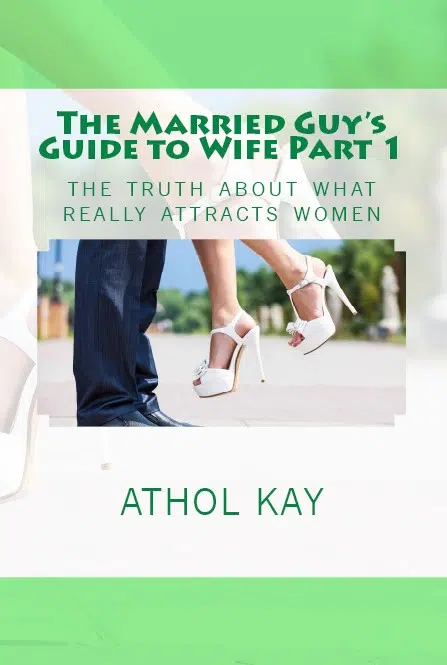 The Married Guy's
Guide to Wife Part 1
THE TRUTH ABOUT WHAT
REALLY ATTRACTS WOMEN
ATHOL KAY